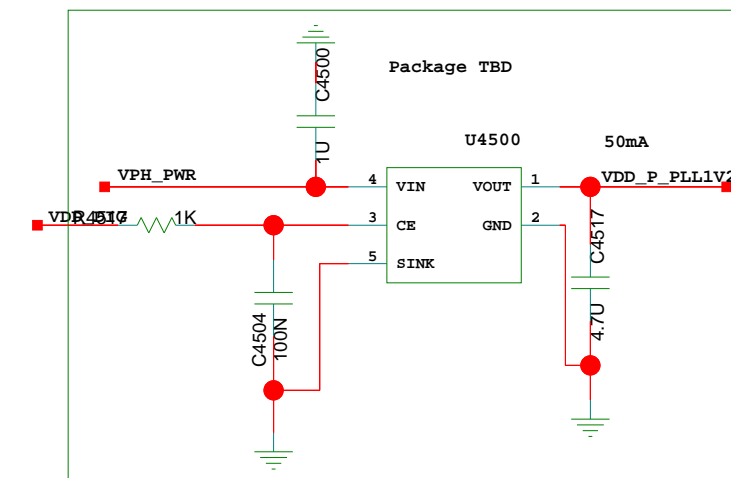 C4500
1U
Package TBD
U4500
50mA
VPH_PWR
4
VIN
VOUT
1
VDD_P_PLL1V2
R4517
1K
3
CE
GND
2
5
SINK
C4517
4.7U
C4504
100N